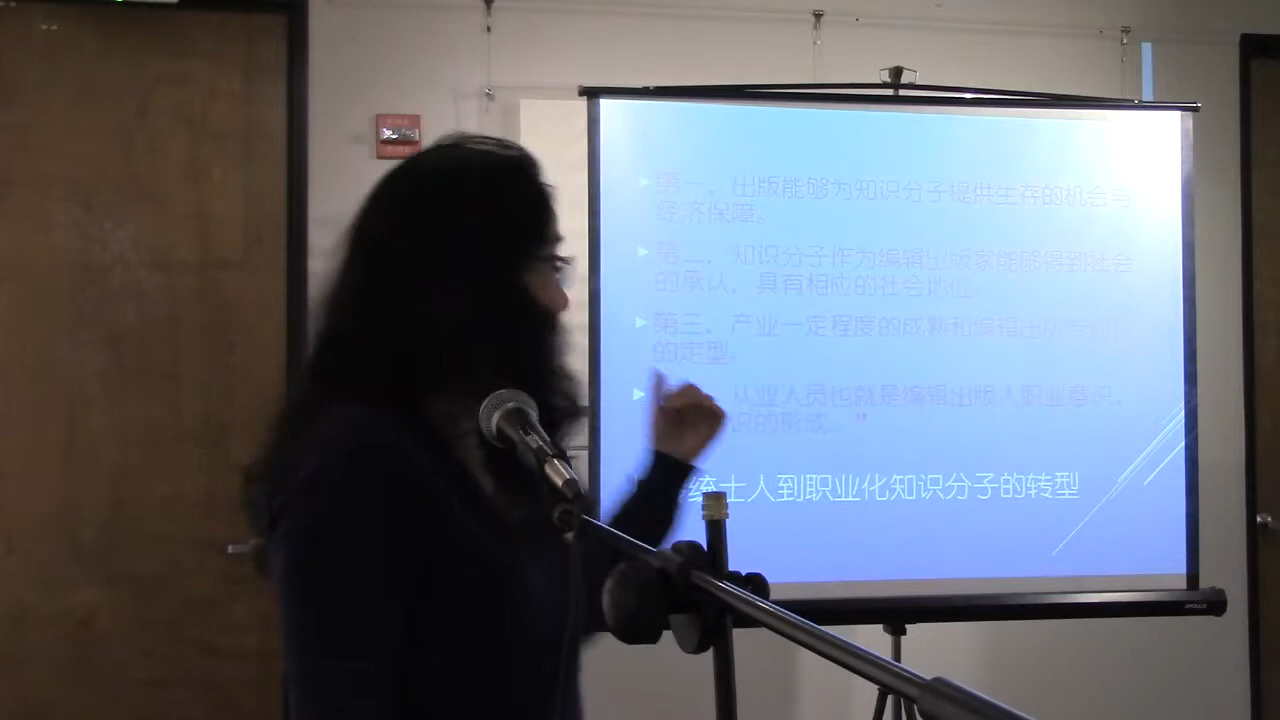 第一，出版能够为知识分子提供生存的机会与
经济保障。
第二，知识分子作为编辑出版家能够得到社会
的承认，具有相应的社会地位。
第三，产业一定程度的成熟和编辑出版
的定型。
从业人员也就是编辑出版人职业意识，
识的形成。”
统士人到职业化知识分子的转型
APOLLO